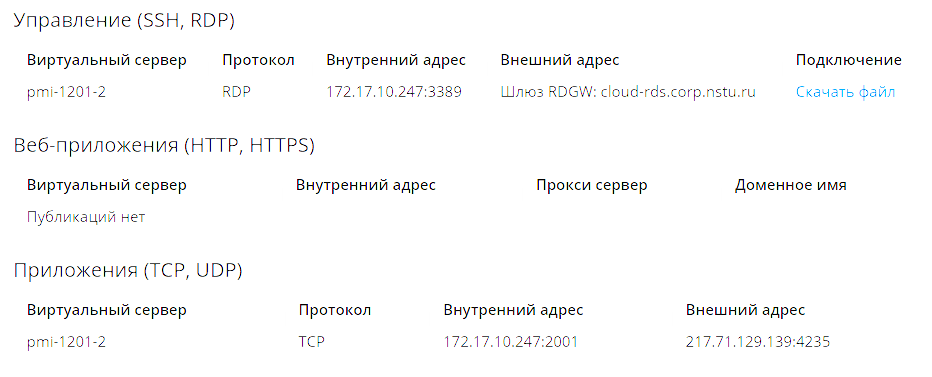 Управление (SSH, RDP)
Виртуальный сервер Протокол Внутренний адрес Внешний адрес Подключение
pmi-1201-2 RDP 172.17.10.247:3389 Шлюз RDGW: cloud-rds.corp.nstu.ru Скачать файл
Веб-приложения (HTTP, HTTPS)
Виртуальный сервер Внутренний адрес Прокси сервер Доменное имя
Публикаций нет
Приложения (TCP, UDP)
Виртуальный сервер Протокол Внутренний адрес Внешний адрес
pmi-1201-2 TCP 172.17.10.247:2001 217.71.129.139:4235